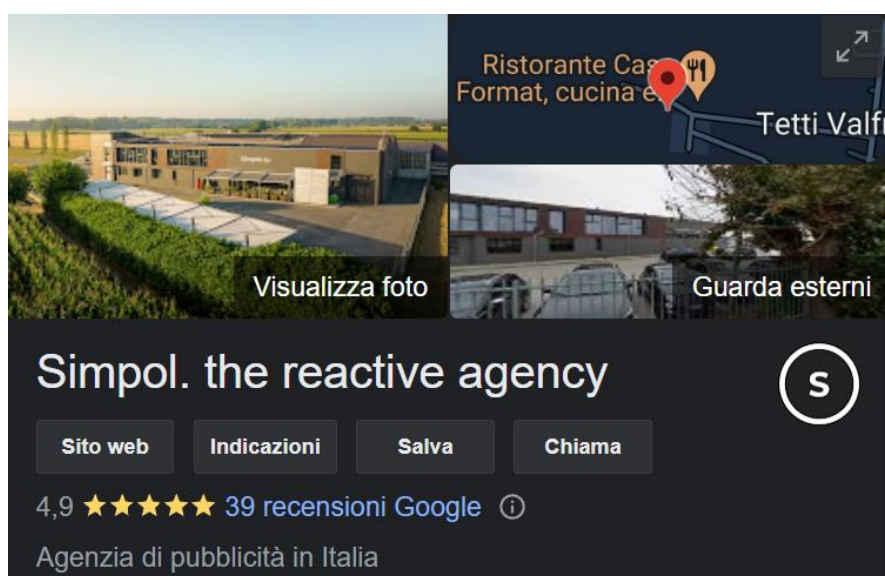 Ristorante Cas
Format, cucina e
Tetti Valf
Visualizza foto
Guarda esterni
Simpol. the reactive agency
S
Sito web
Indicazioni
Salva
Chiama
4,9
39 recensioni Google
Agenzia di pubblicità in Italia